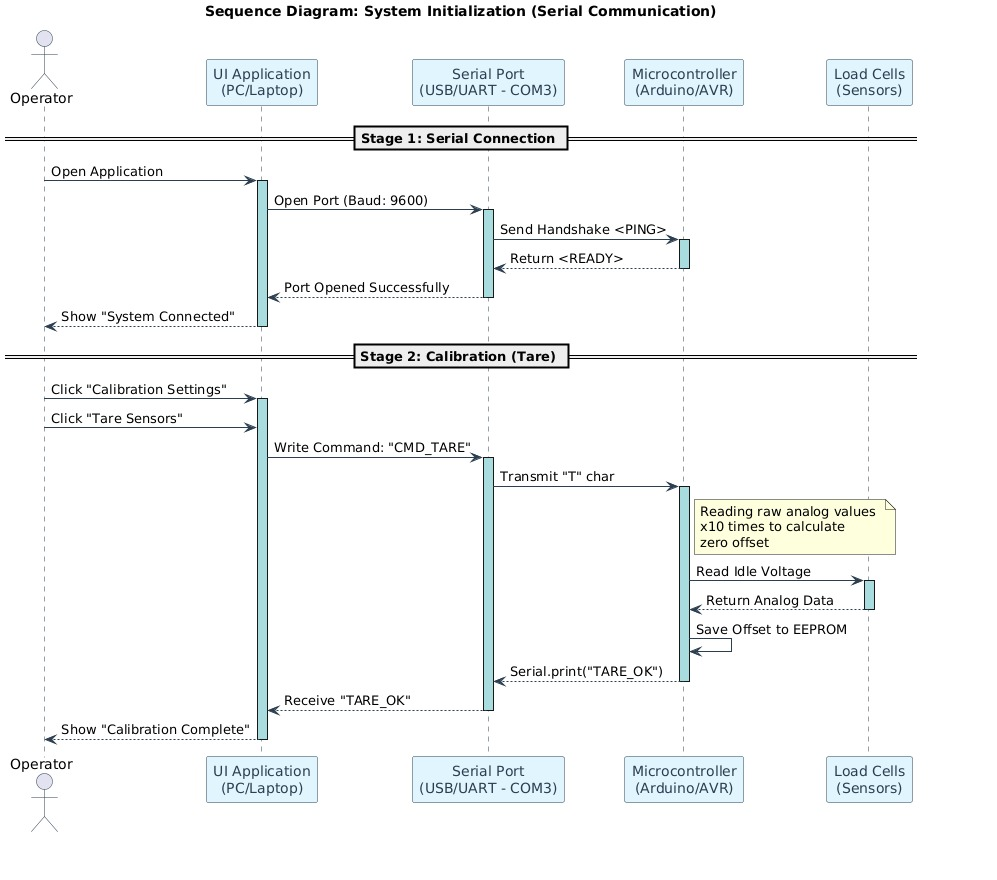 Sequence Diagram: System Initialization (Serial Communication)
Operator
UI Application
(PC/Laptop)
Serial Port
(USB/UART - COM3)
Microcontroller
(Arduino/AVR)
Load Cells
(Sensors)
Stage 1: Serial Connection
Open Application
Open Port (Baud: 9600)
Send Handshake <PING>
Return <READY>
Port Opened Successfully
Show "System Connected"
Stage 2: Calibration (Tare)
Click "Calibration Settings"
Click "Tare Sensors"
Write Command: "CMD_TARE"
Transmit "T" char
Reading raw analog values
x10 times to calculate
zero offset
Read Idle Voltage
Return Analog Data
Save Offset to EEPROM
Serial.print("TARE_OK")
Receive "TARE_OK"
Show "Calibration Complete"
Operator
UI Application
(PC/Laptop)
Serial Port
(USB/UART - COM3)
Microcontroller
(Arduino/AVR)
Load Cells
(Sensors)